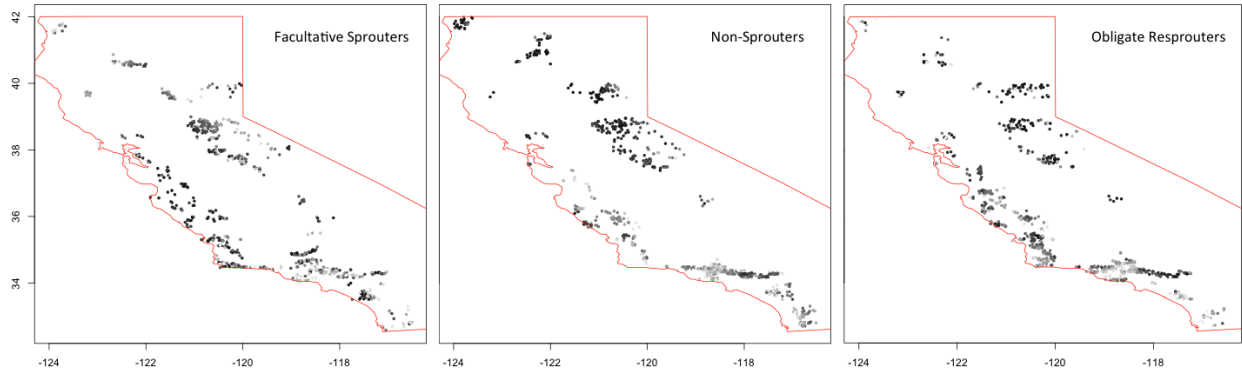 Facultative Sprouters
Non-Sprouters
Obligate Resprouters
42
40
38
36
34
-124 -122 -120 -118
-124 -122 -120 -118
-124 -122 -120 -118